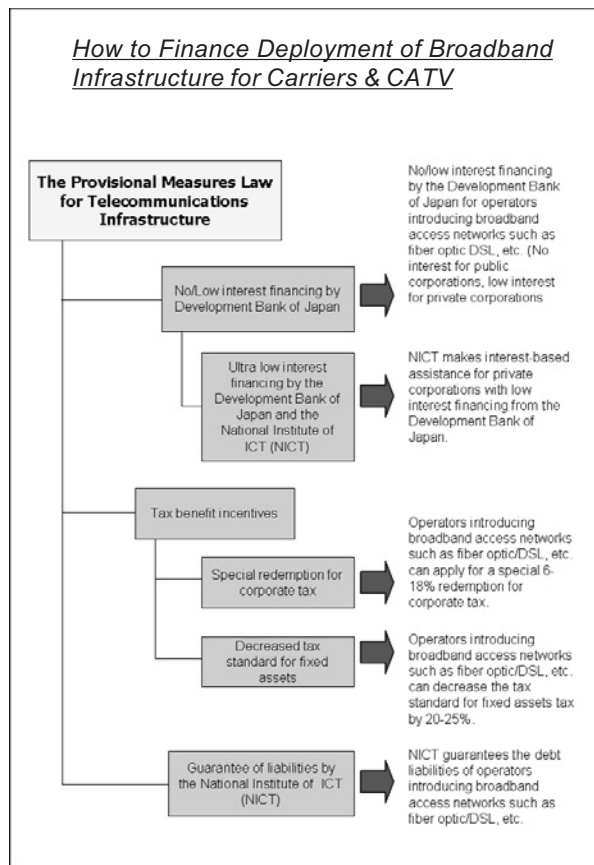 How to Finance Deployment of Broadband
Infrastructure for Carriers & CATV
The Provisional Measures Law
for Telecommunications
Infrastructure
No/Low interest financing by
Development Bank of Japan
No/low interest financing
by the Development Bank
of Japan for operators
introducing broadband
access networks such as
fiber optic DSL, etc. (No
interest for public
corporations, low interest
for private corporations
Ultra low interest
financing by the
Development Bank of
Japan and the
National Institute of
ICT (NICT)
NICT makes interest-based
assistance for private
corporations with low
interest financing from the
Development Bank of
Japan.
Tax benefit incentives
Special redemption for
corporate tax
Operators introducing
broadband access networks
such as fiber optic/DSL, etc.
can apply for a special 6-
18% redemption for
corporate tax.
Decreased tax
standard for fixed
assets
Operators introducing
broadband access networks
such as fiber optic/DSL, etc.
can decrease the tax
standard for fixed assets tax
by 20-25%.
Guarantee of liabilities by
the National Institute of ICT
(NICT)
NICT guarantees the debt
liabilities of operators
introducing broadband
access networks such as
fiber optic/DSL, etc.